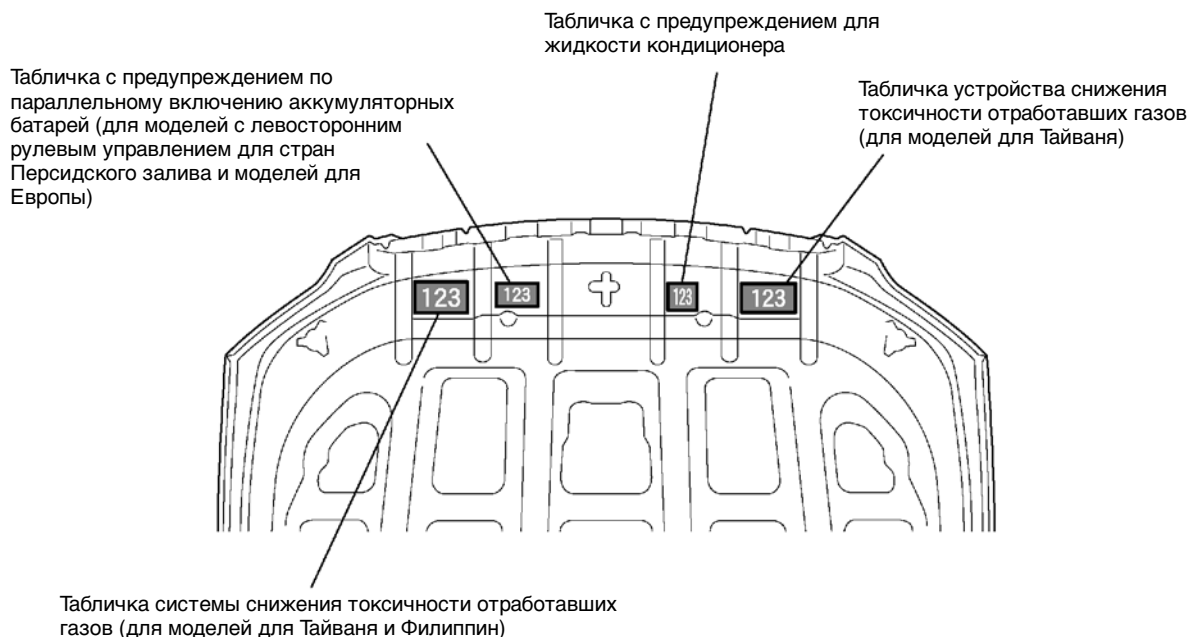 Табличка с предупреждением для
жидкости кондиционера
Табличка с предупреждением по
параллельному включению аккумуляторных
батарей (для моделей с левосторонним
рулевым управлением для стран
Персидского залива и моделей для
Европы)
Табличка устройства снижения
токсичности отработавших газов
(для моделей для Тайваня)
123
123
123
123
Табличка системы снижения токсичности отработавших
газов (для моделей для Тайваня и Филиппин)